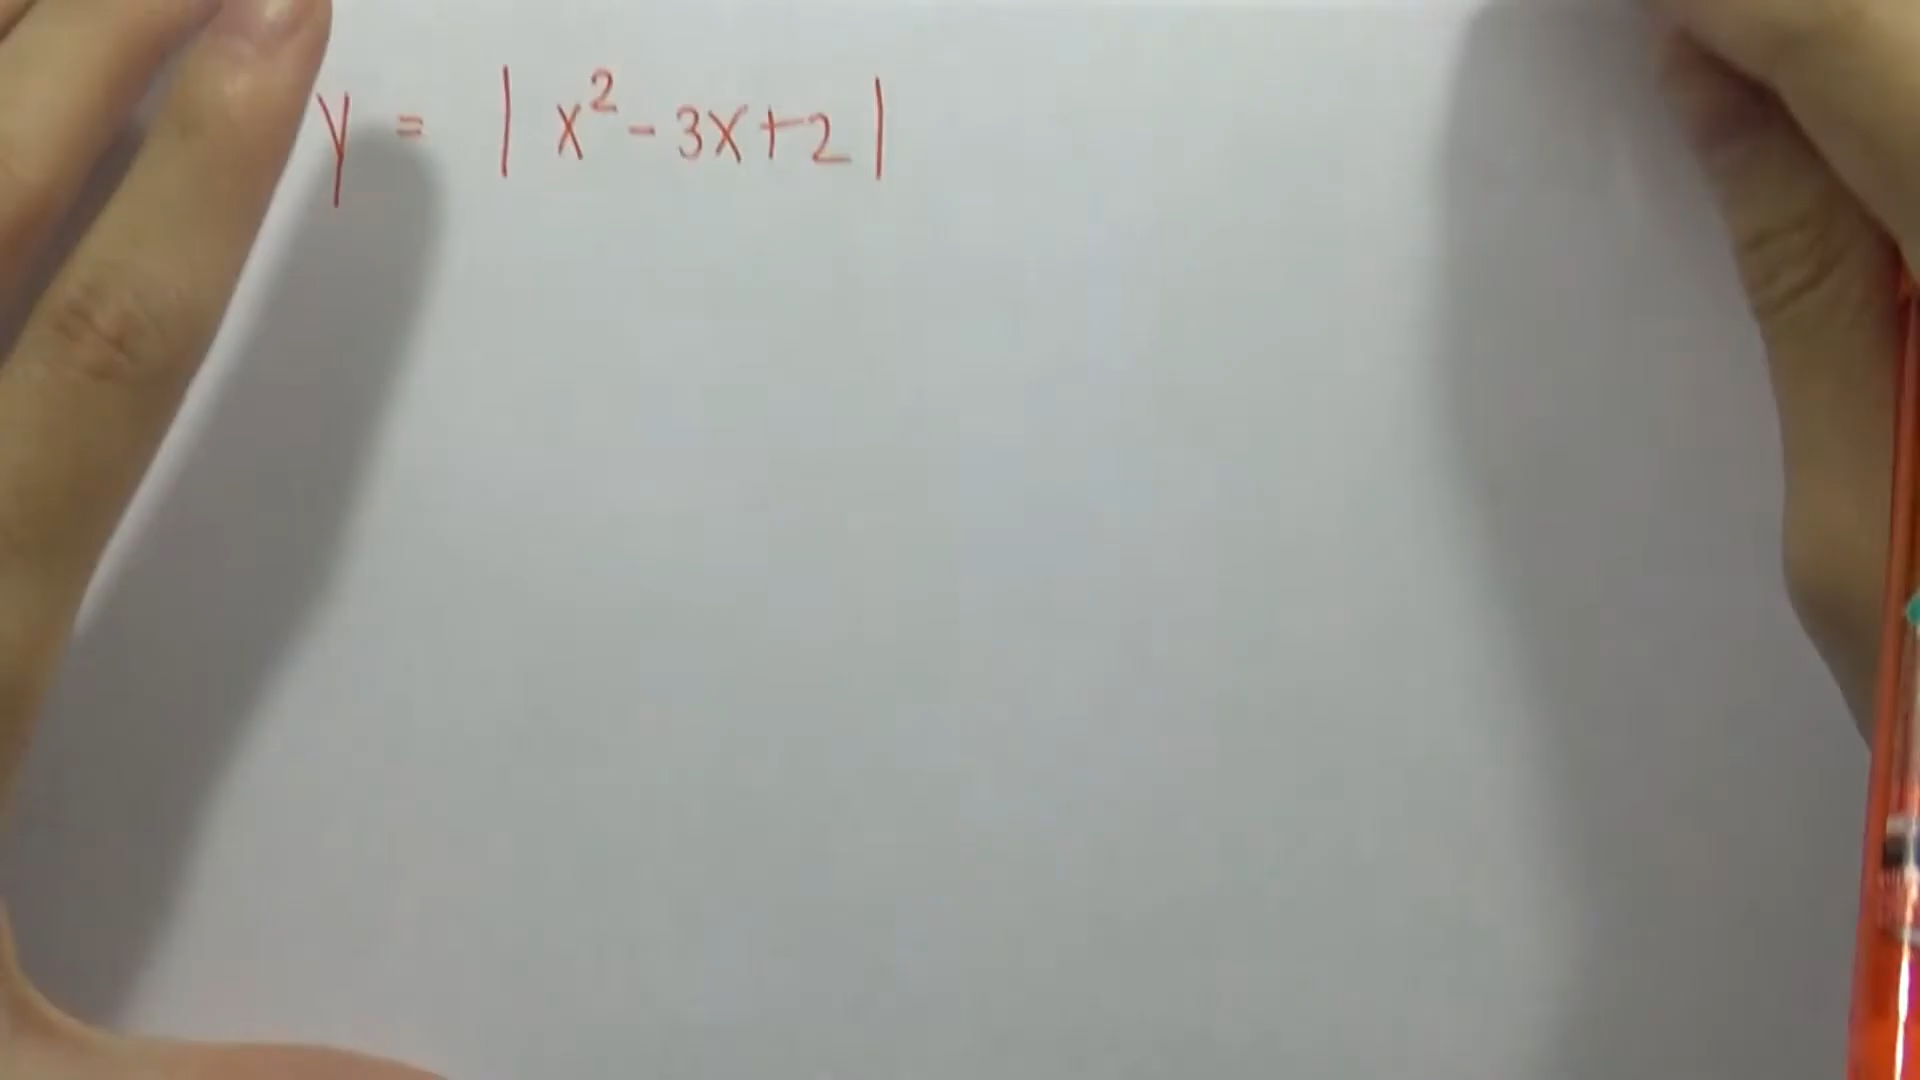 y = | x² - 3x + 2 |